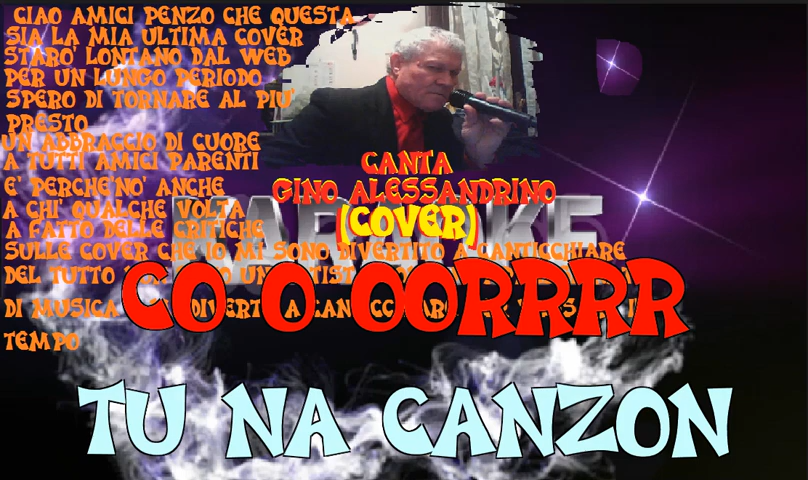 CIAO AMICI PENZO CHE QUESTA
SIA LA MIA ULTIMA COVER
STARO' LONTANO DAL WEB
PER UN LUNGO PERIODO
SPERO DI TORNARE AL PIU'
PRESTO
UN ABBRACCIO DI CUORE
A TUTTI AMICI PARENTI
E' PERCHE'NO' ANCHE
A CHI' QUALCHE VOLTA
A FATTO DELLE CRITICHE
SULLE COVER CHE IO MI SONO DIVERTITO A CANTICCHIARE
DEL TUTTO
DI MUSICA
TEMPO
CANTA
GINO ALESSANDRINO
(COVER)
KARAOKE
CO O OORRRR
TU NA CANZON